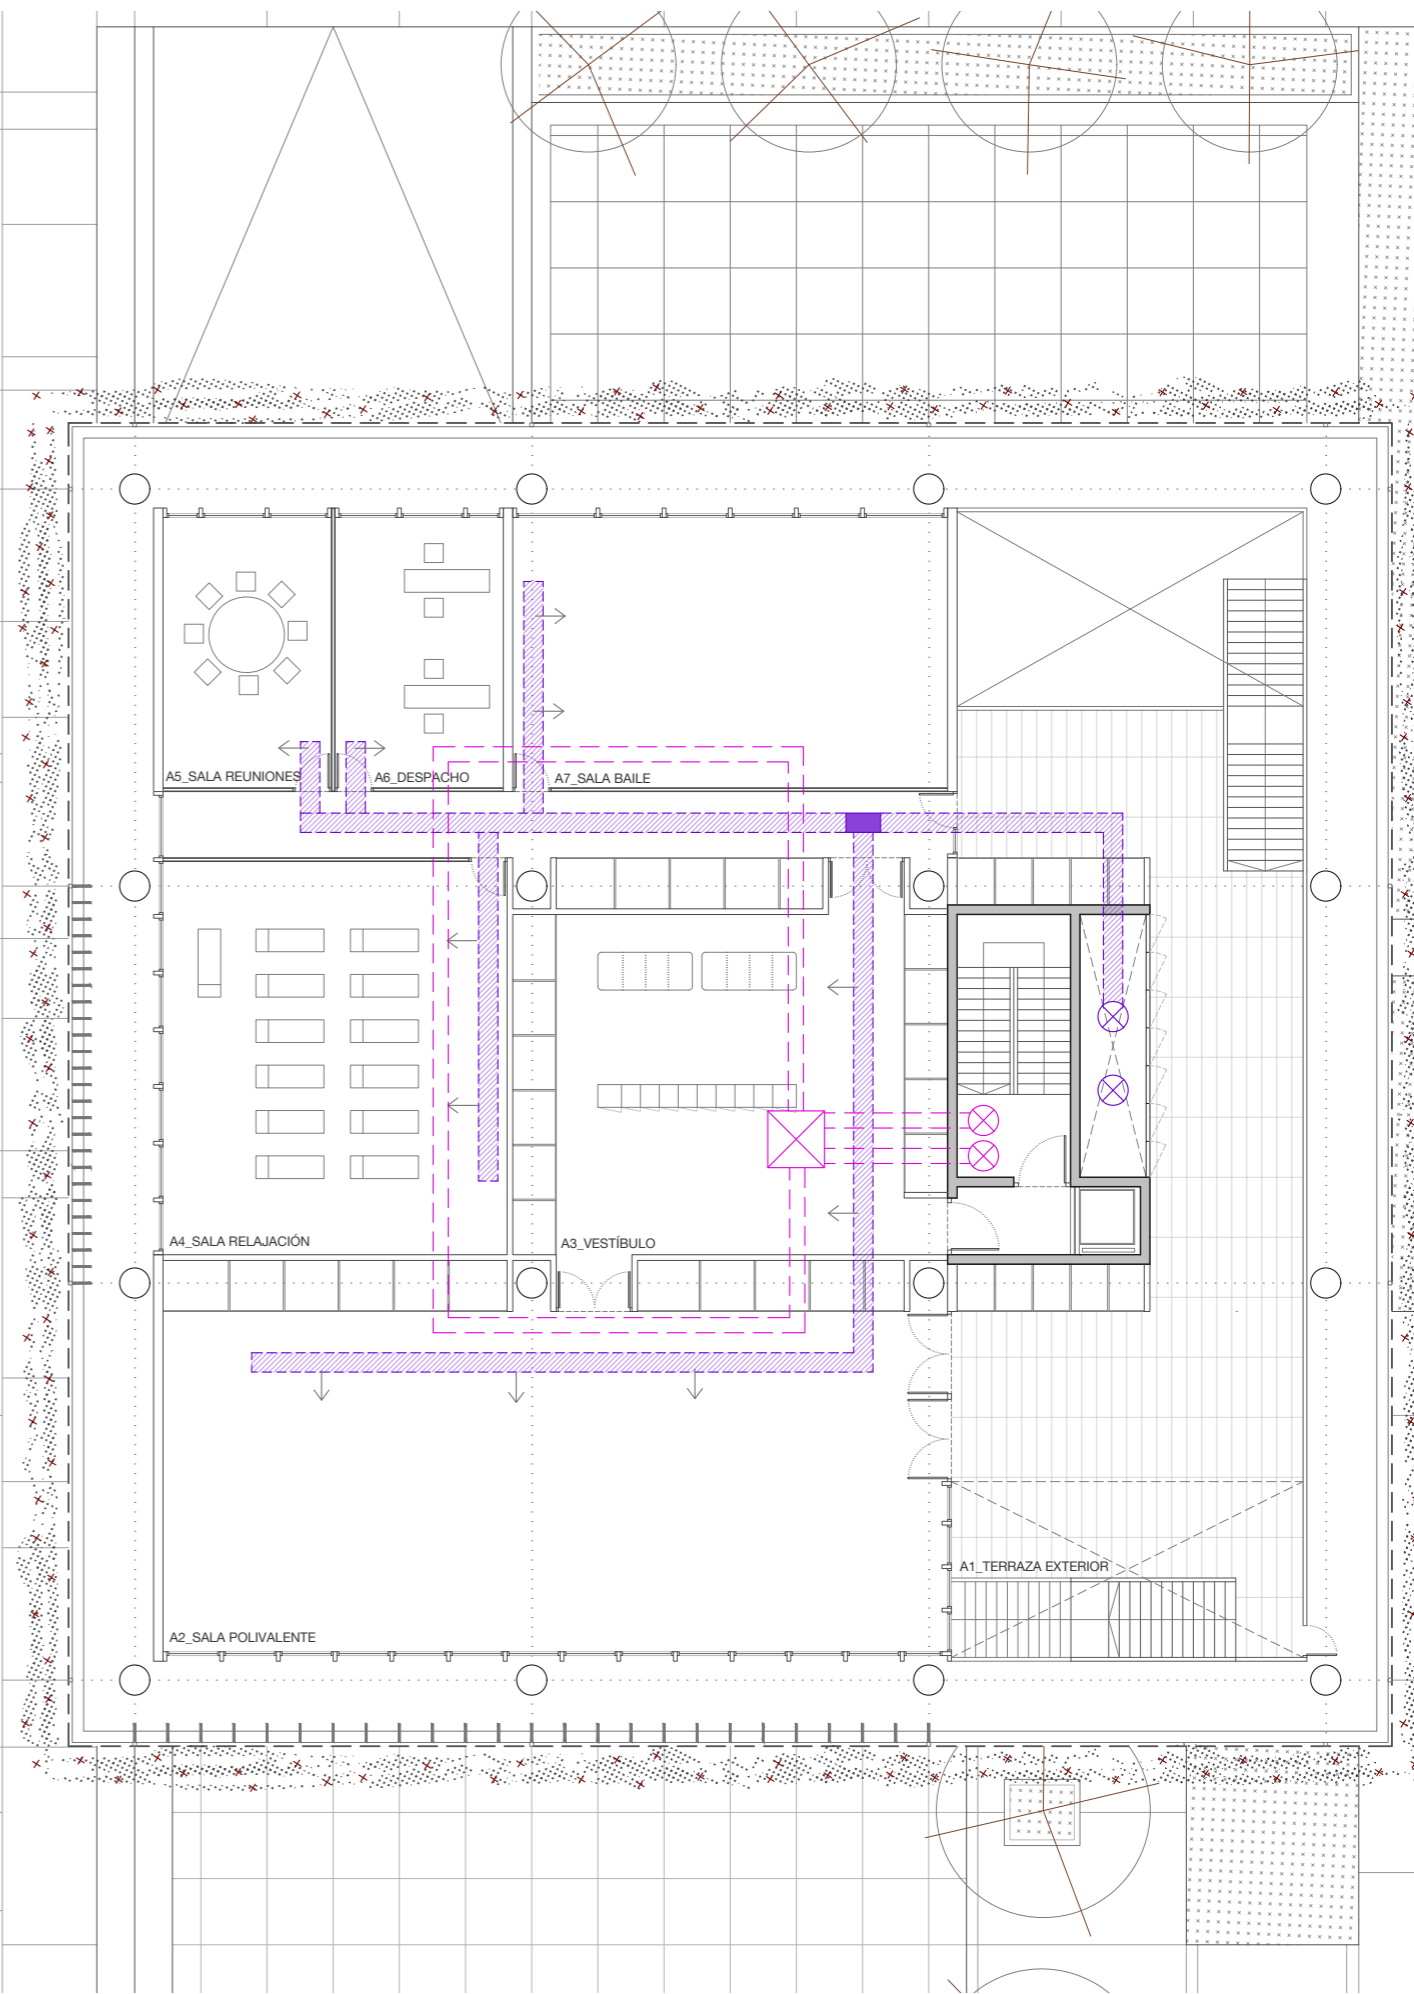 A5_SALA REUNIONES
A6_DESPACHO
A7_SALA BAILE
A4_SALA RELAJACIÓN
A3_VESTÍBULO
A1_TERRAZA EXTERIOR
A2_SALA POLIVALENTE